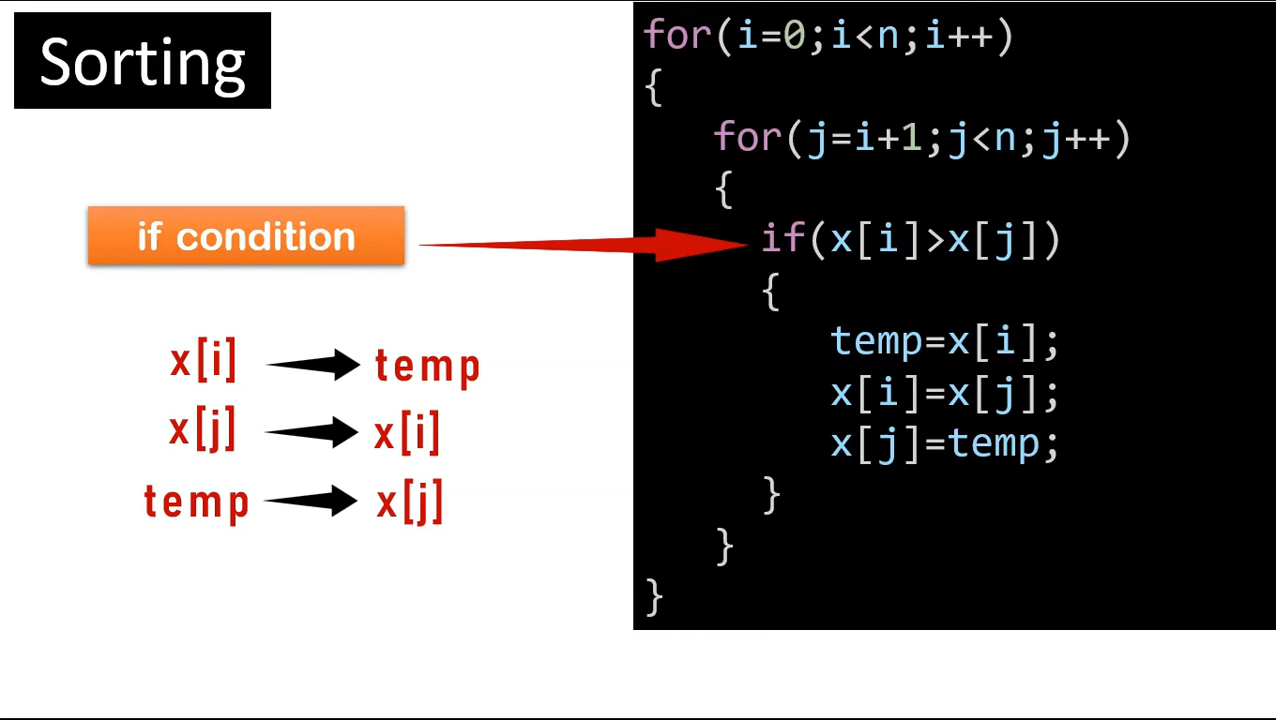 Sorting
if condition
x[i] temp
x[j] x[i]
temp x[j]
for(i=0;i<n;i++)
{
for(j=i+1;j<n;j++)
{
if(x[i]>x[j])
{
temp=x[i];
x[i]=x[j];
x[j]=temp;
}
}
}